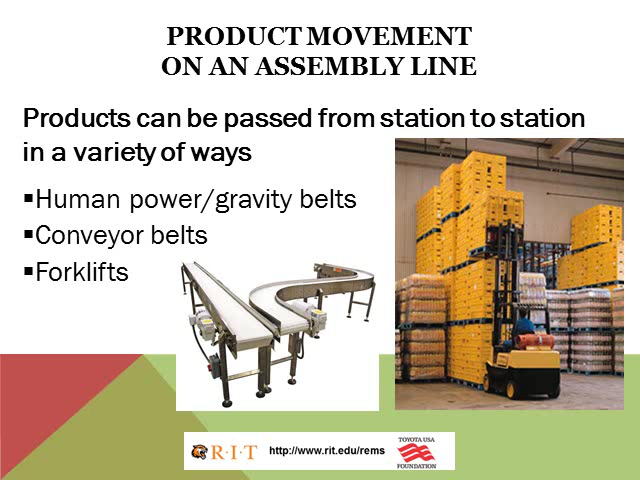 PRODUCT MOVEMENT
ON AN ASSEMBLY LINE
Products can be passed from station to station
in a variety of ways
▪Human power/gravity belts
▪Conveyor belts
▪Forklifts
R·I·T
http://www.rit.edu/rems
TOYOTA USA
FOUNDATION